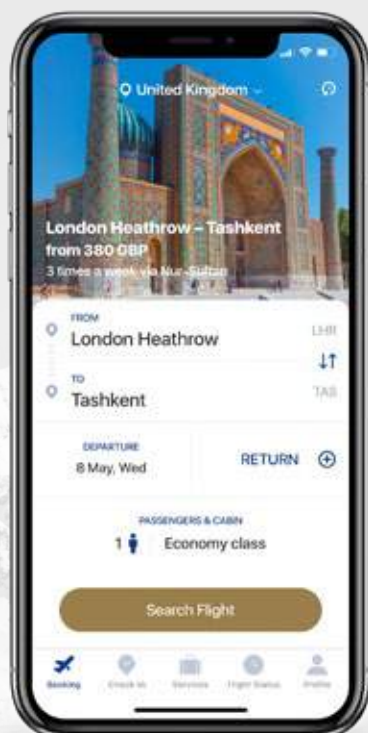 United Kingdom
London Heathrow – Tashkent
from 380 GBP
3 times a week via Nur-Sultan
FROM
London Heathrow
LHR
TO
Tashkent
TAS
DEPARTURE
8 May, Wed
RETURN
PASSENGERS & CABIN
1 Economy class
Search Flight
Booking Check in Services Flight Status Profile